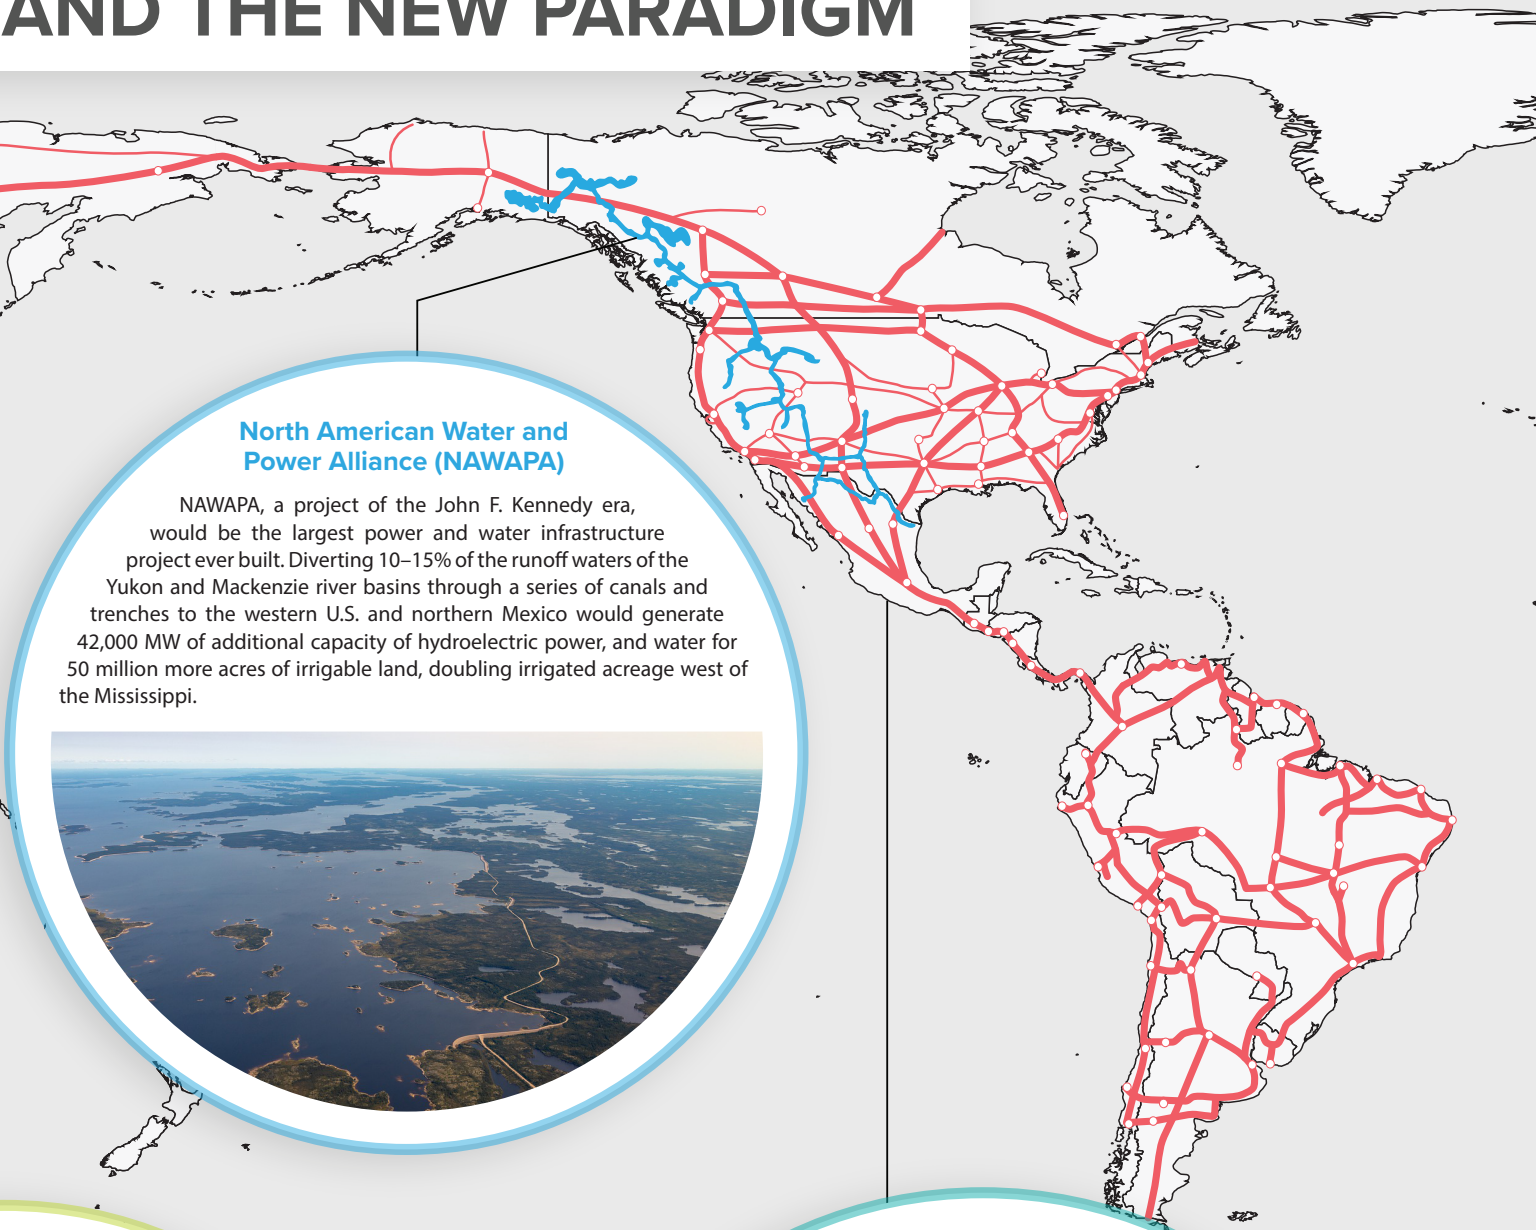 AND THE NEW PARADIGM
North American Water and
Power Alliance (NAWAPA)
NAWAPA, a project of the John F. Kennedy era,
would be the largest power and water infrastructure
project ever built. Diverting 10–15% of the runoff waters of the
Yukon and Mackenzie river basins through a series of canals and
trenches to the western U.S. and northern Mexico would generate
42,000 MW of additional capacity of hydroelectric power, and water for
50 million more acres of irrigable land, doubling irrigated acreage west of
the Mississippi.